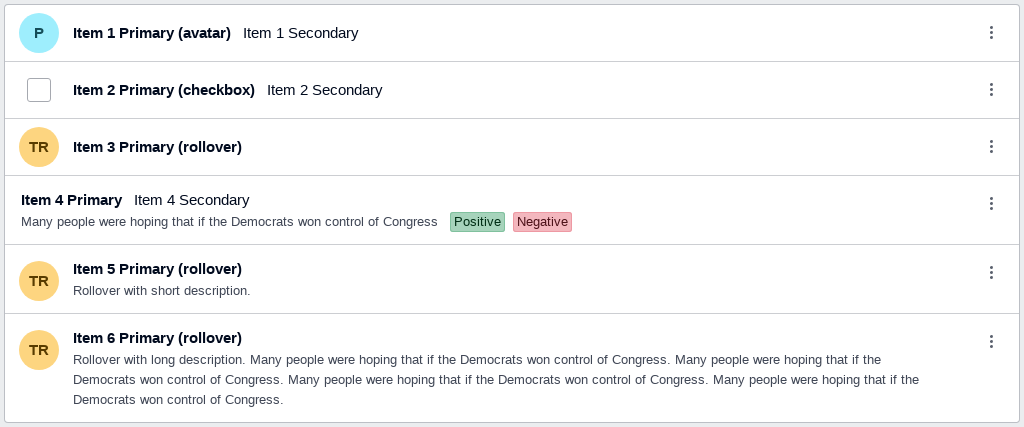 P Item 1 Primary (avatar) Item 1 Secondary
Item 2 Primary (checkbox) Item 2 Secondary
TR Item 3 Primary (rollover)
Item 4 Primary Item 4 Secondary
Many people were hoping that if the Democrats won control of Congress Positive Negative
TR Item 5 Primary (rollover)
Rollover with short description.
TR Item 6 Primary (rollover)
Rollover with long description. Many people were hoping that if the Democrats won control of Congress. Many people were hoping that if the
Democrats won control of Congress. Many people were hoping that if the Democrats won control of Congress. Many people were hoping that if the
Democrats won control of Congress.